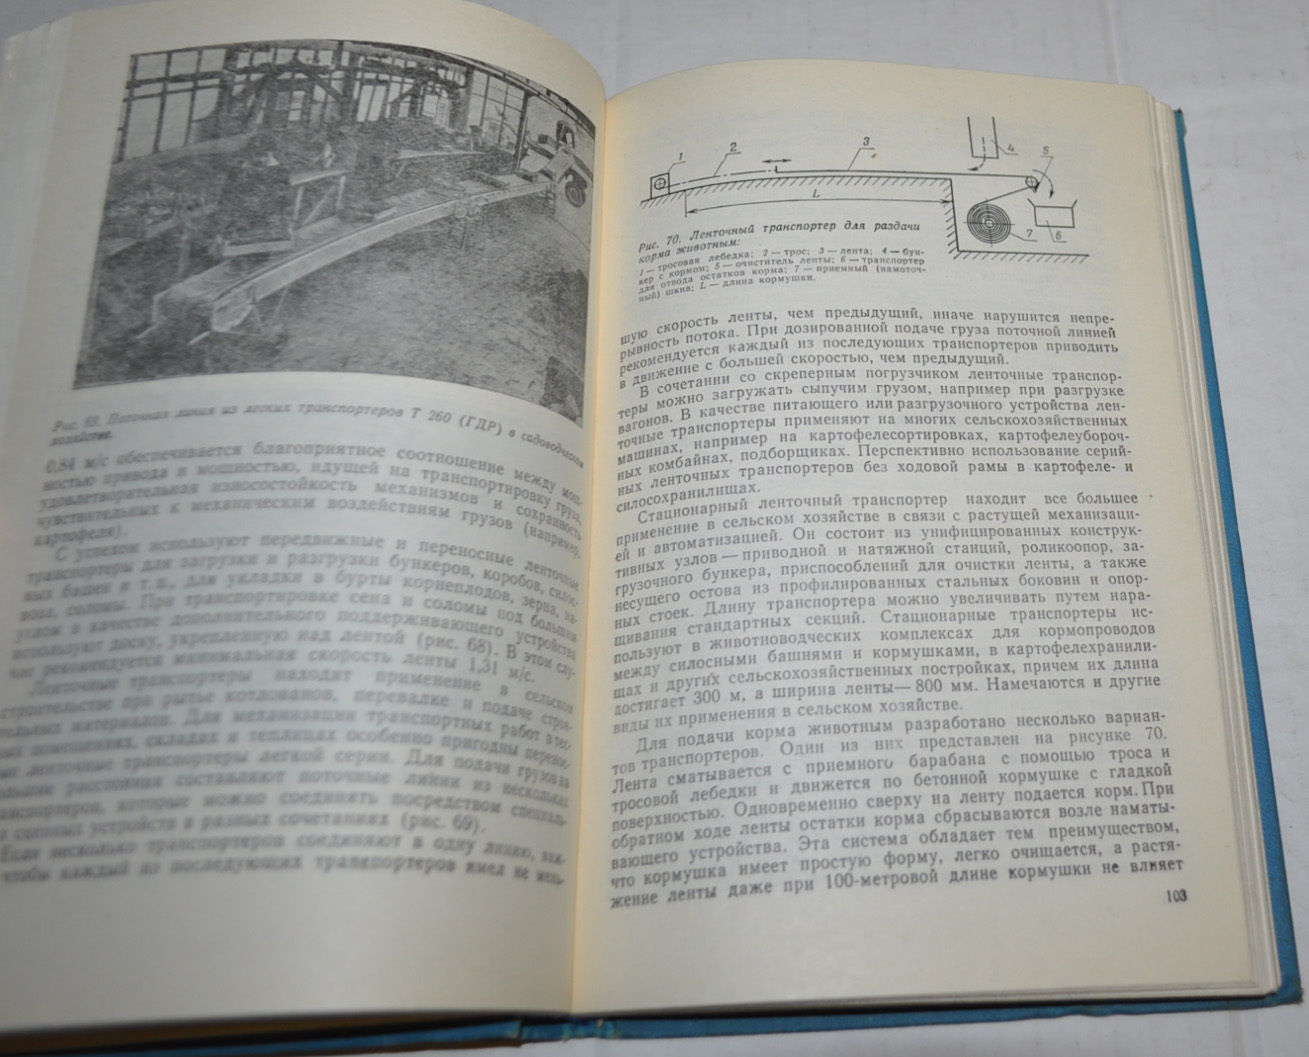 Рис. 69. Поточная линия из легких транспортеров Т 260 (ГДР) в садоводческом
хозяйстве.
0,84 м/с обеспечивается благоприятное соотношение между мощ-
ностью привода и мощностью, идущей на транспортировку груза,
удовлетворительная износостойкость механизмов и сохранность
чувствительных к механическим воздействиям грузов (например,
картофеля).
С успехом используют передвижные и переносные ленточные
транспортеры для загрузки и разгрузки бункеров, коробов, силос-
ных башен и т. п., для укладки в бурты корнеплодов, зерна, на-
воза, соломы. При транспортировке сена и соломы под большим
углом в качестве дополнительного поддерживающего устройства
используют доску, укрепленную над лентой (рис. 68). В этом слу-
чае рекомендуется минимальная скорость ленты 1,31 м/с.
Ленточные транспортеры находят применение в сельском
строительстве при рытье котлованов, перевалке и подаче строи-
тельных материалов. Для механизации транспортных работ в тес-
ных помещениях, складах и теплицах особенно пригодны перенос-
ные ленточные транспортеры легкой серии. Для подачи грузов на
большие расстояния составляют поточные линии из нескольких
транспортеров, которые можно соединять посредством специаль-
устройств в разных сочетаниях (рис. 69).
Если несколько транспортеров соединяют в одну линию, важ-
чтобы каждый из последующих транспортеров имел не мень-
1
2
3
4
5
L
7
6
Рис. 70. Ленточный транспортер для раздачи
корма животным:
1 — тросовая лебедка; 2 — трос; 3 — лента; 4 — бун-
кер с кормом; 5 — очиститель ленты; 6 — транспортер
для отвода остатков корма; 7 — приемный (намоточ-
ный) шкив; L — длина кормушки.
шую скорость ленты, чем предыдущий, иначе нарушится непре-
рывность потока. При дозированной подаче груза поточной линией
рекомендуется каждый из последующих транспортеров приводить
в движение с большей скоростью, чем предыдущий.
В сочетании со скреперным погрузчиком ленточные транспор-
теры можно загружать сыпучим грузом, например при разгрузке
вагонов. В качестве питающего или разгрузочного устройства лен-
точные транспортеры применяют на многих сельскохозяйственных
машинах, например на картофелесортировках, картофелеубороч-
ных комбайнах, подборщиках. Перспективно использование серий-
ных ленточных транспортеров без ходовой рамы в картофеле- и
силосохранилищах.
Стационарный ленточный транспортер находит все большее
применение в сельском хозяйстве в связи с растущей механизаци-
ей и автоматизацией. Он состоит из унифицированных конструк-
тивных узлов — приводной и натяжной станций, роликоопор, за-
грузочного бункера, приспособлений для очистки ленты, а также
несущего остова из профилированных стальных боковин и опор-
ных стоек. Длину транспортера можно увеличивать путем нара-
щивания стандартных секций. Стационарные транспортеры ис-
пользуют в животноводческих комплексах для кормопроводов
между силосными башнями и кормушками, в картофелехранили-
щах и других сельскохозяйственных постройках, причем их длина
достигает 300 м, а ширина ленты — 800 мм. Намечаются и другие
виды их применения в сельском хозяйстве.
Для подачи корма животным разработано несколько вариан-
тов транспортеров. Один из них представлен на рисунке 70.
Лента сматывается с приемного барабана с помощью троса и
тросовой лебедки и движется по бетонной кормушке с гладкой
поверхностью. Одновременно сверху на ленту подается корм. При
обратном ходе ленты остатки корма сбрасываются возле наматы-
вающего устройства. Эта система обладает тем преимуществом,
что кормушка имеет простую форму, легко очищается, а растя-
жение ленты даже при 100-метровой длине кормушки не влияет
103